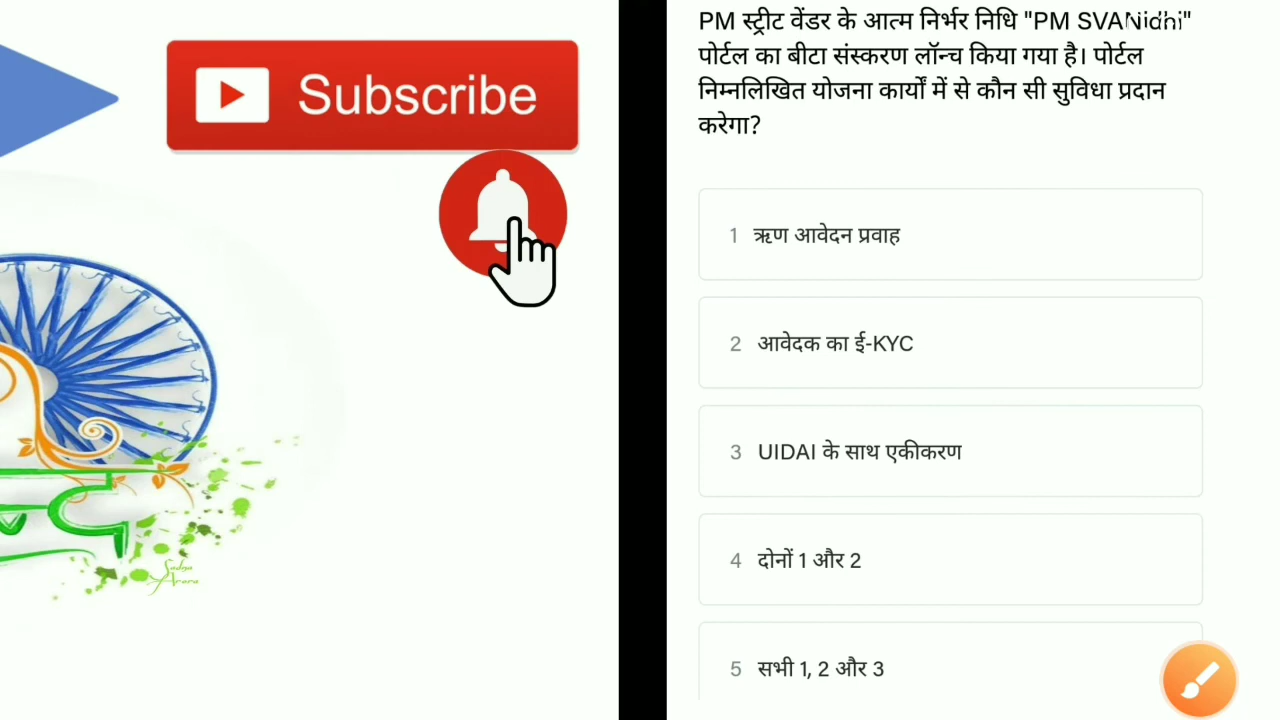 Subscribe
Sadna
Arora
PM स्ट्रीट वेंडर के आत्म निर्भर निधि "PM SVANidhi"
पोर्टल का बीटा संस्करण लॉन्च किया गया है। पोर्टल
निम्नलिखित योजना कार्यों में से कौन सी सुविधा प्रदान
करेगा?
1 ऋण आवेदन प्रवाह
2 आवेदक का ई-KYC
3 UIDAI के साथ एकीकरण
4 दोनों 1 और 2
5 सभी 1, 2 और 3